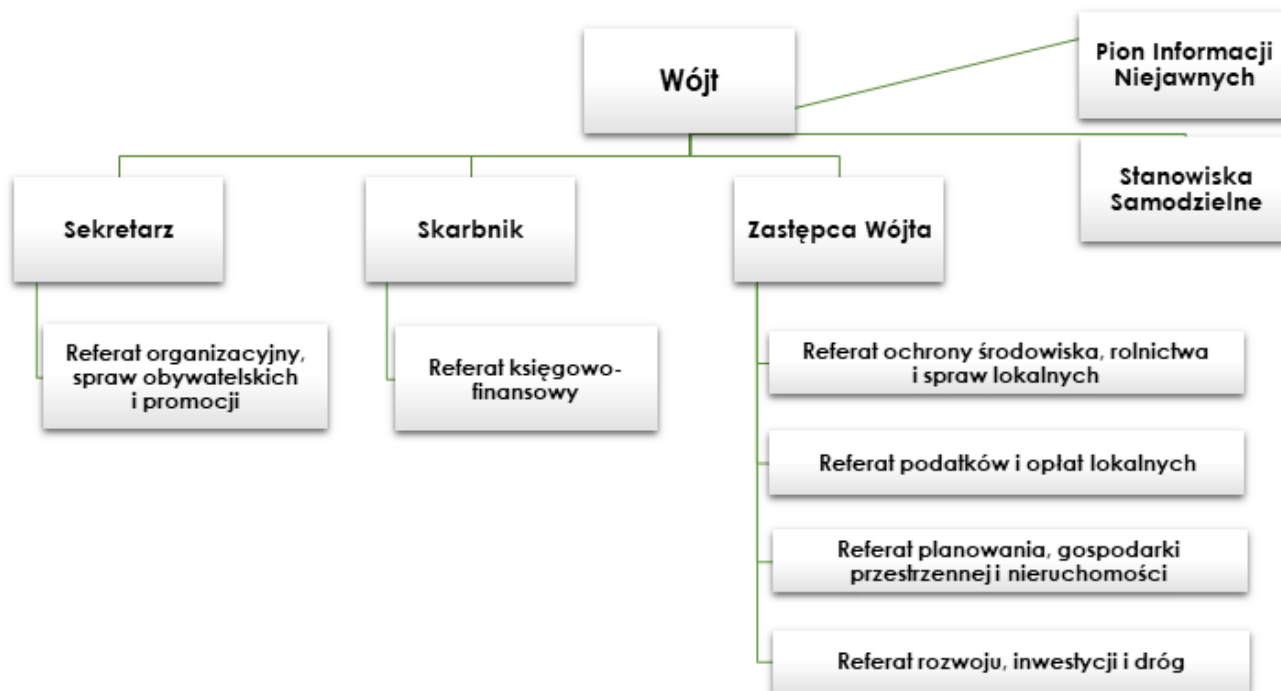 Wójt
Pion Informacji
Niejawnych
Stanowiska
Samodzielne
Sekretarz
Skarbnik
Zastępca Wójta
Referat organizacyjny,
spraw obywatelskich
i promocji
Referat księgowo-
finansowy
Referat ochrony środowiska, rolnictwa
i spraw lokalnych
Referat podatków i opłat lokalnych
Referat planowania, gospodarki
przestrzennej i nieruchomości
Referat rozwoju, inwestycji i dróg